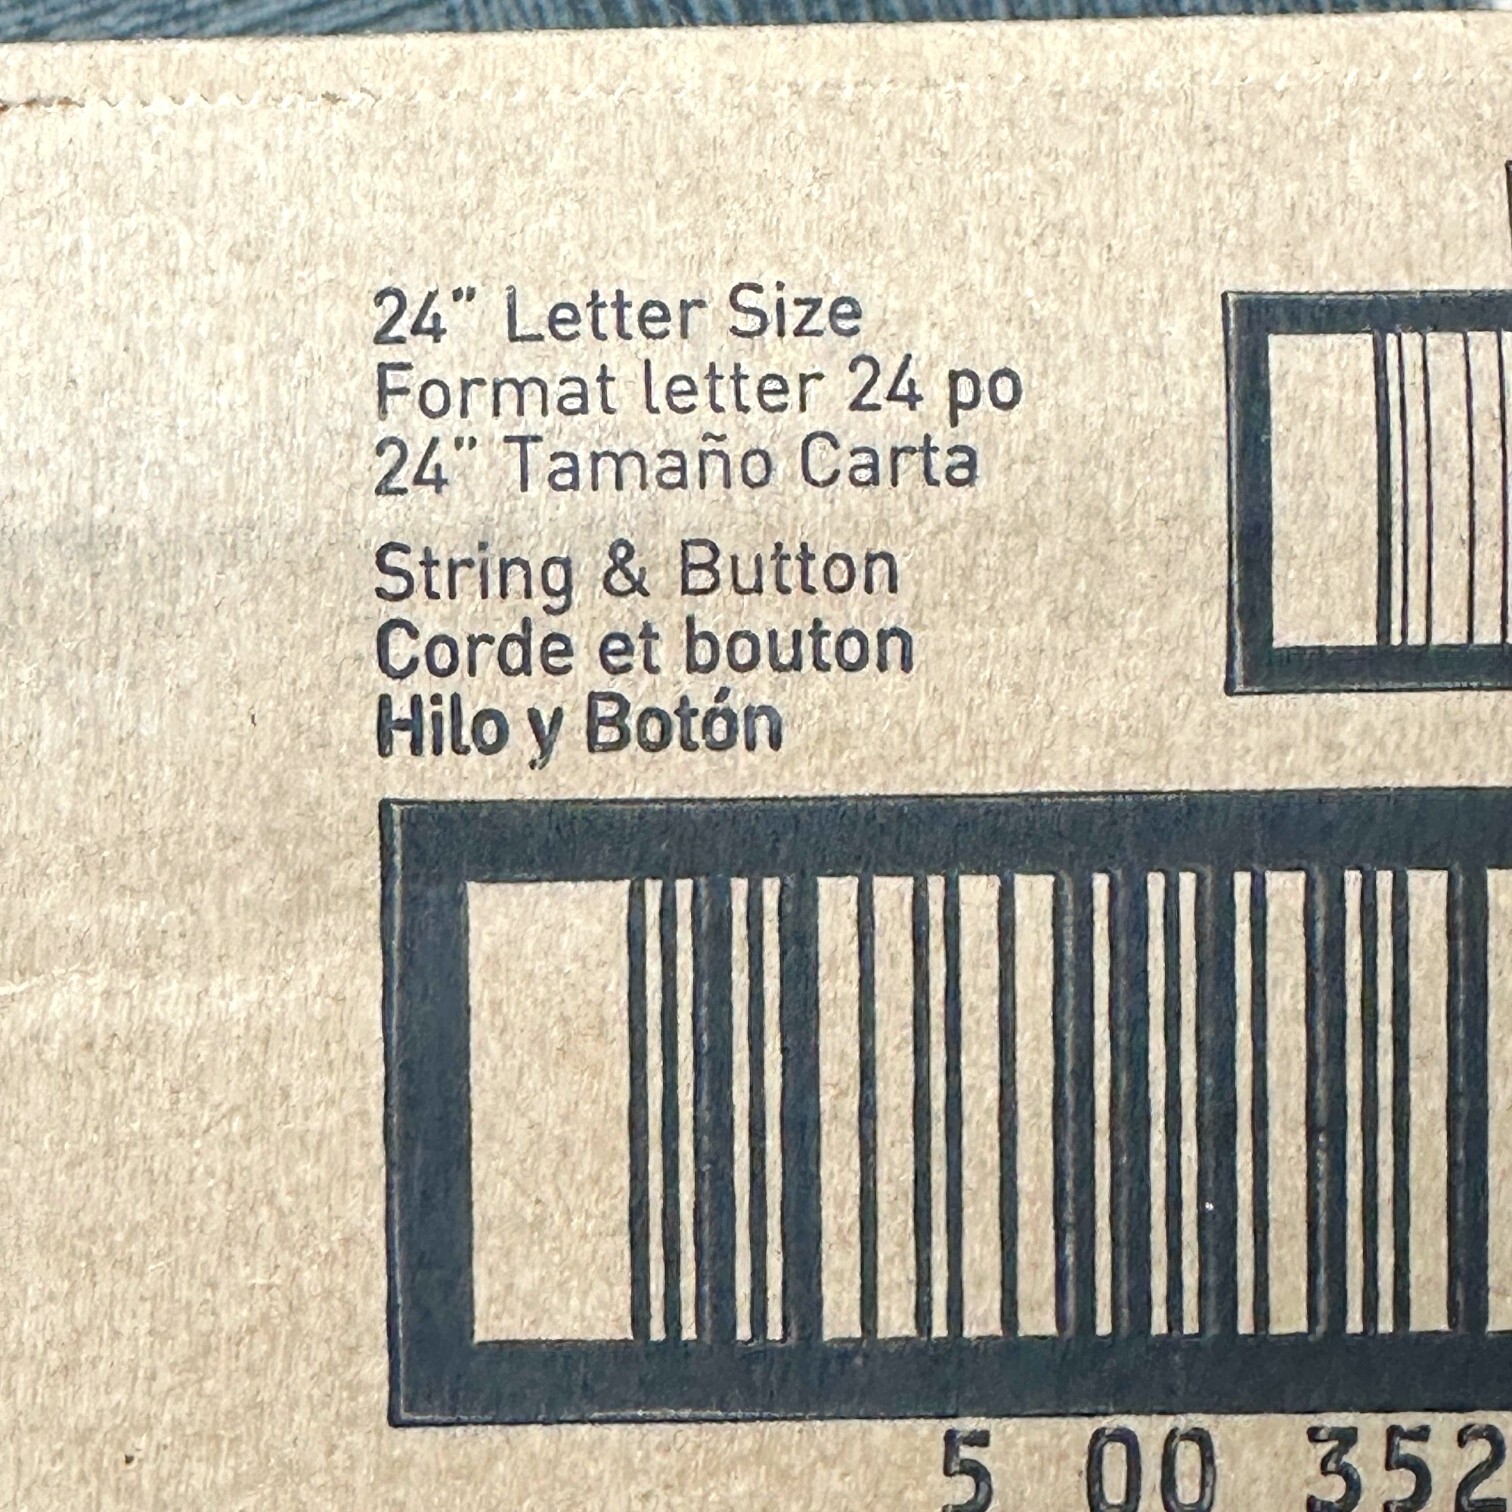 24" Letter Size
Format letter 24 po
24" Tamaño Carta
String & Button
Corde et bouton
Hilo y Botón
5 00 352